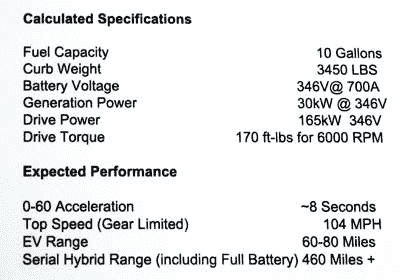 Calculated Specifications
Fuel Capacity 10 Gallons
Curb Weight 3450 LBS
Battery Voltage 346V@ 700A
Generation Power 30kW @ 346V
Drive Power 165kW 346V
Drive Torque 170 ft-lbs for 6000 RPM
Expected Performance
0-60 Acceleration ~8 Seconds
Top Speed (Gear Limited) 104 MPH
EV Range 60-80 Miles
Serial Hybrid Range (including Full Battery) 460 Miles +